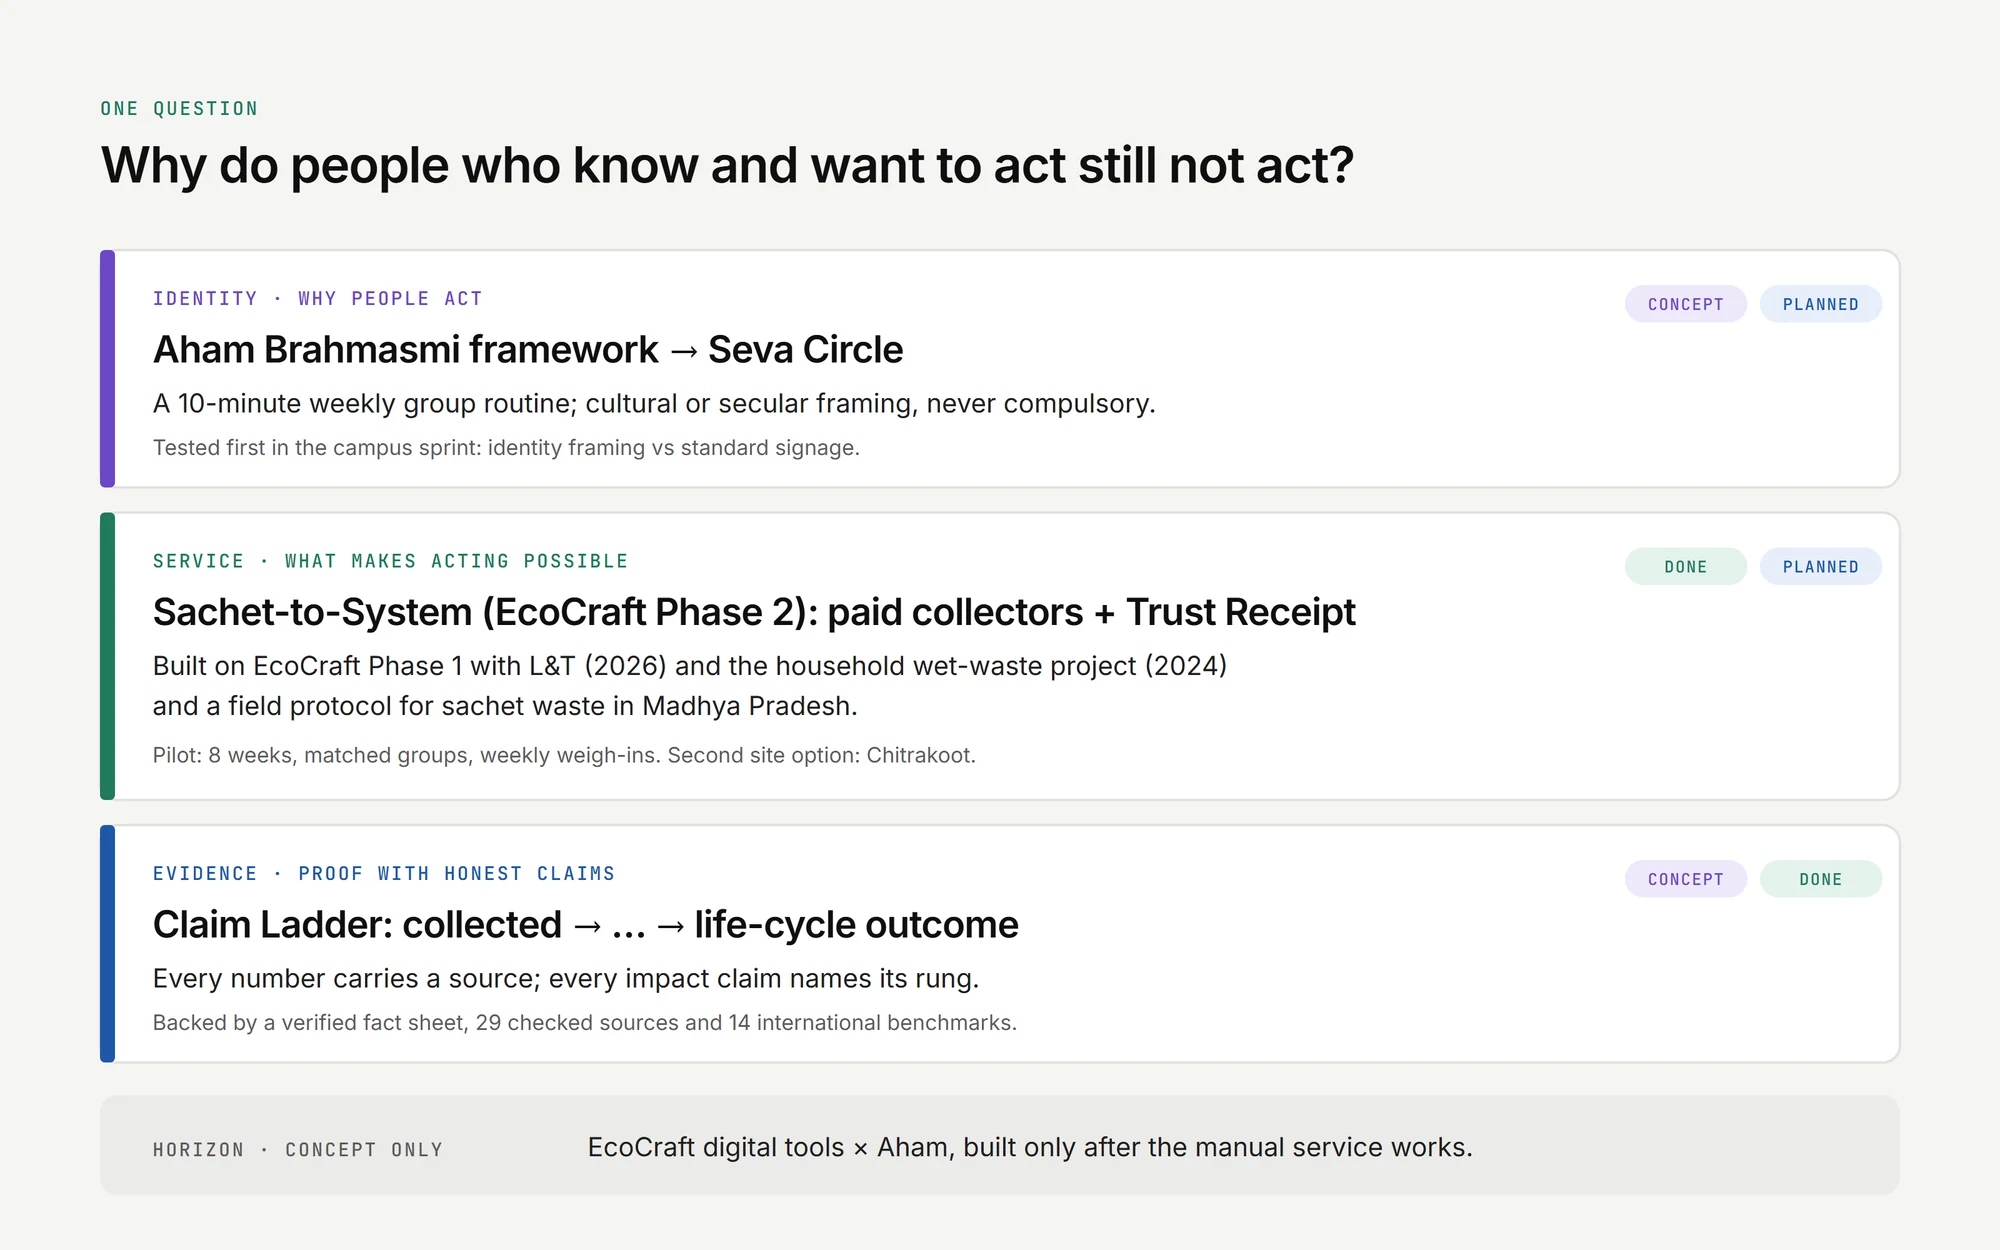 ONE QUESTION
Why do people who know and want to act still not act?
IDENTITY · WHY PEOPLE ACT
CONCEPT
PLANNED
Aham Brahmasmi framework → Seva Circle
A 10-minute weekly group routine; cultural or secular framing, never compulsory.
Tested first in the campus sprint: identity framing vs standard signage.
SERVICE · WHAT MAKES ACTING POSSIBLE
DONE
PLANNED
Sachet-to-System (EcoCraft Phase 2): paid collectors + Trust Receipt
Built on EcoCraft Phase 1 with L&T (2026) and the household wet-waste project (2024)
and a field protocol for sachet waste in Madhya Pradesh.
Pilot: 8 weeks, matched groups, weekly weigh-ins. Second site option: Chitrakoot.
EVIDENCE · PROOF WITH HONEST CLAIMS
CONCEPT
DONE
Claim Ladder: collected → … → life-cycle outcome
Every number carries a source; every impact claim names its rung.
Backed by a verified fact sheet, 29 checked sources and 14 international benchmarks.
HORIZON · CONCEPT ONLY
EcoCraft digital tools × Aham, built only after the manual service works.